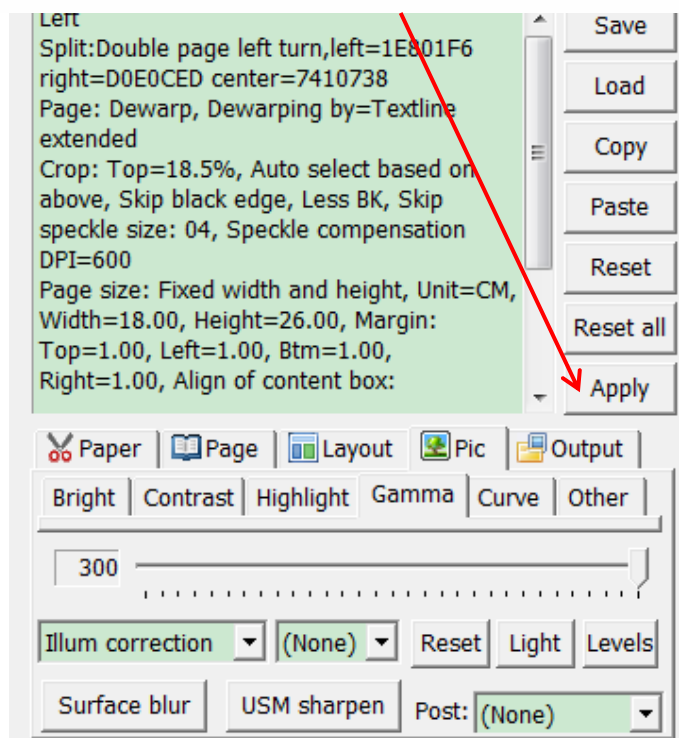 Left
Split:Double page left turn,left=1E801F6
right=D0E0CED center=7410738
Page: Dewarp, Dewarping by=Textline
extended
Crop: Top=18.5%, Auto select based on
above, Skip black edge, Less BK, Skip
speckle size: 04, Speckle compensation
DPI=600
Page size: Fixed width and height, Unit=CM,
Width=18.00, Height=26.00, Margin:
Top=1.00, Left=1.00, Btm=1.00,
Right=1.00, Align of content box:
Save
Load
Copy
Paste
Reset
Reset all
Apply
Paper Page Layout Pic Output
Bright Contrast Highlight Gamma Curve Other
300
Illum correction (None) Reset Light Levels
Surface blur USM sharpen Post: (None)